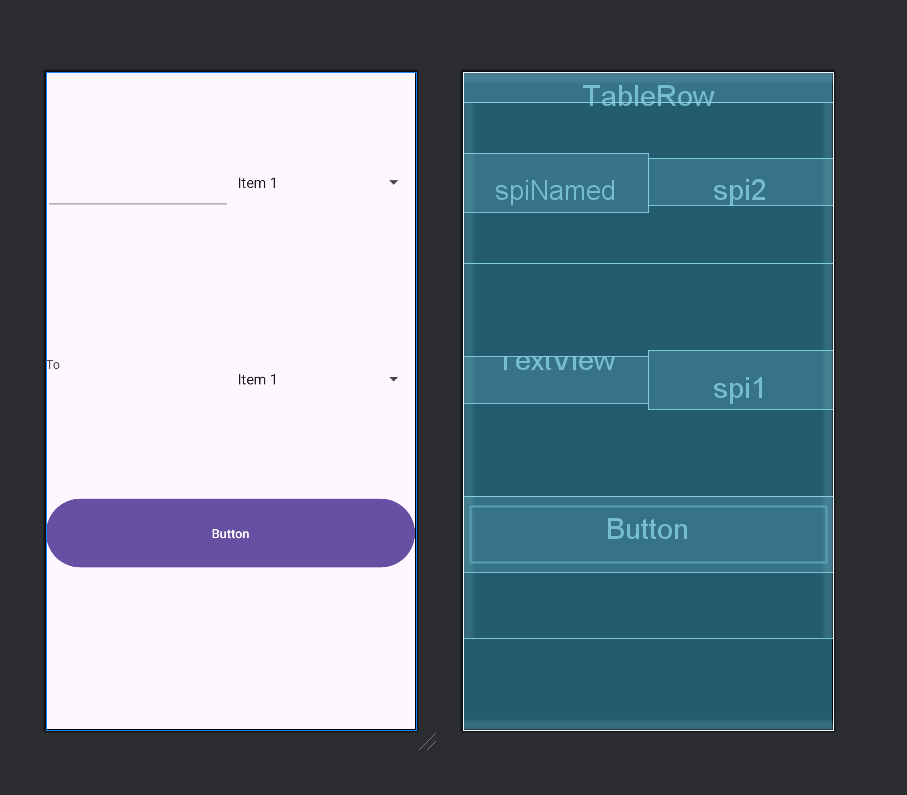 TableRow
Item 1
spiNamed
spi2
To
Item 1
TextView
spi1
Button
Button